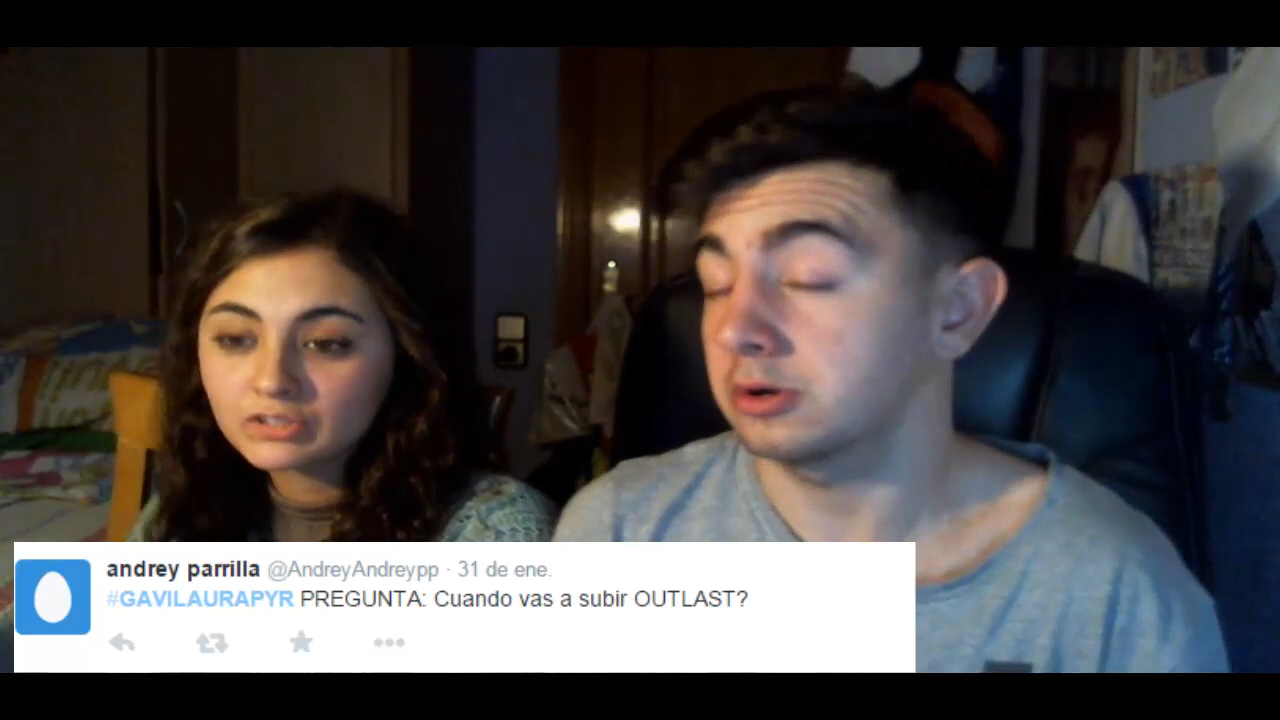 andrey parrilla @AndreyAndreypp · 31 de ene.
#GAVILAURAPYR PREGUNTA: Cuando vas a subir OUTLAST?